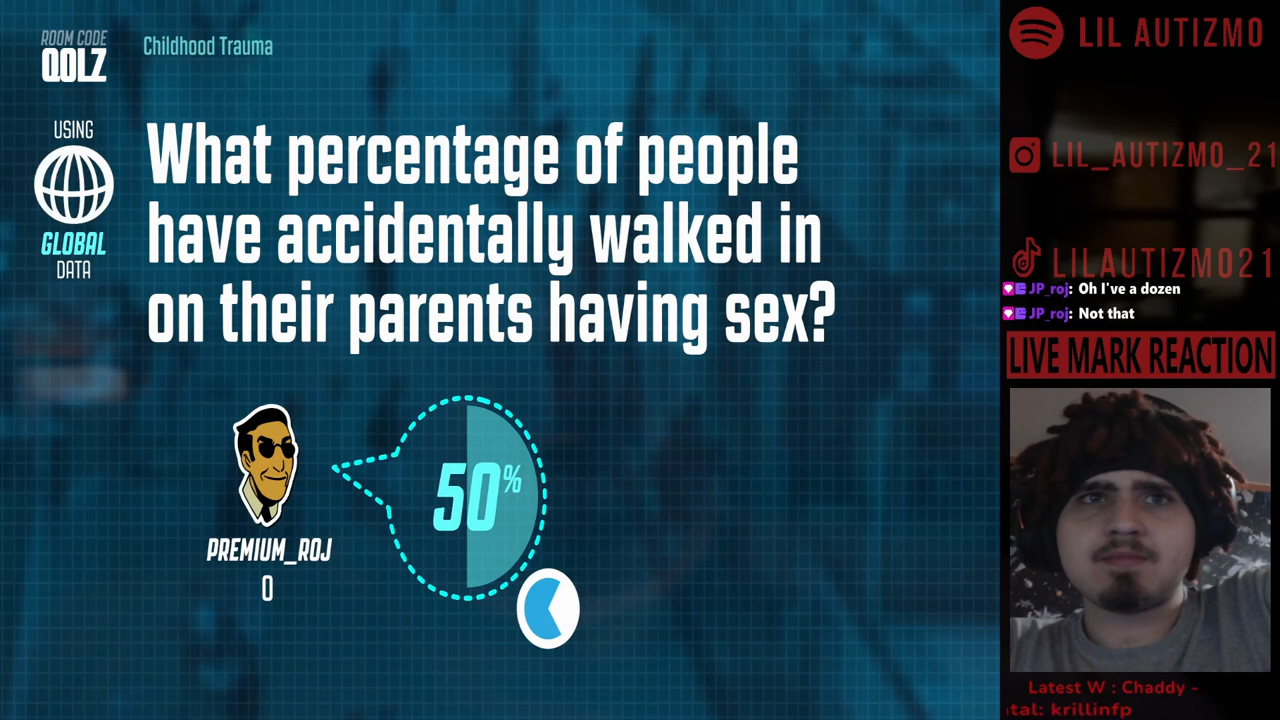 ROOM CODE
QOLZ
Childhood Trauma
USING
GLOBAL
DATA
What percentage of people
have accidentally walked in
on their parents having sex?
50%
PREMIUM_ROJ
0
LIL AUTIZMO
LIL_AUTIZMO_21
LILAUTIZMO21
JP_roj: Oh I've a dozen
JP_roj: Not that
LIVE MARK REACTION
Latest W : Chaddy -
tal: krillinfp